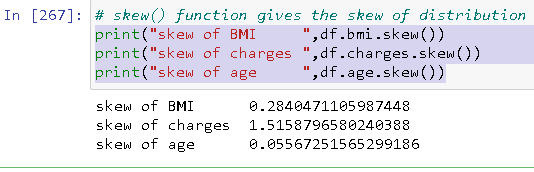 In [267]: # skew() function gives the skew of distribution
print("skew of BMI     ",df.bmi.skew())
print("skew of charges ",df.charges.skew())
print("skew of age     ",df.age.skew())
skew of BMI      0.2840471105987448
skew of charges  1.5158796580240388
skew of age      0.05567251565299186